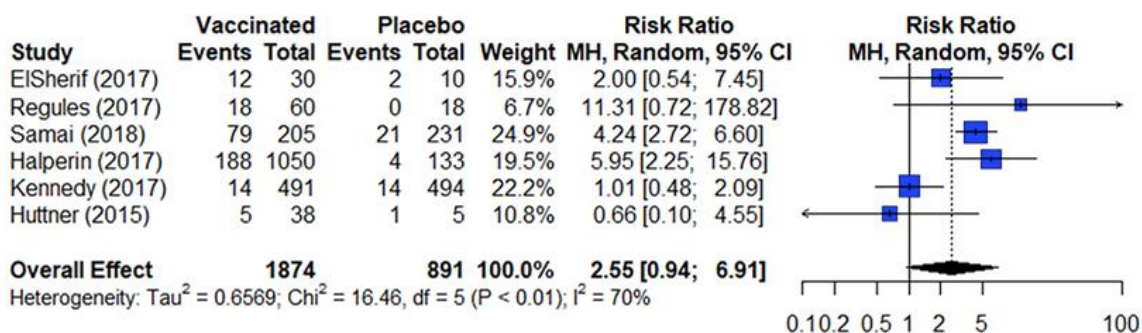 Vaccinated Placebo Risk Ratio Risk Ratio
Study Events Total Events Total Weight MH, Random, 95% CI MH, Random, 95% CI
ElSherif (2017) 12 30 2 10 15.9% 2.00 [0.54; 7.45]
Regules (2017) 18 60 0 18 6.7% 11.31 [0.72; 178.82]
Samai (2018) 79 205 21 231 24.9% 4.24 [2.72; 6.60]
Halperin (2017) 188 1050 4 133 19.5% 5.95 [2.25; 15.76]
Kennedy (2017) 14 491 14 494 22.2% 1.01 [0.48; 2.09]
Huttner (2015) 5 38 1 5 10.8% 0.66 [0.10; 4.55]
Overall Effect 1874 891 100.0% 2.55 [0.94; 6.91]
Heterogeneity: Tau² = 0.6569; Chi² = 16.46, df = 5 (P < 0.01); I² = 70%
0.1 0.2 0.5 1 2 5 100